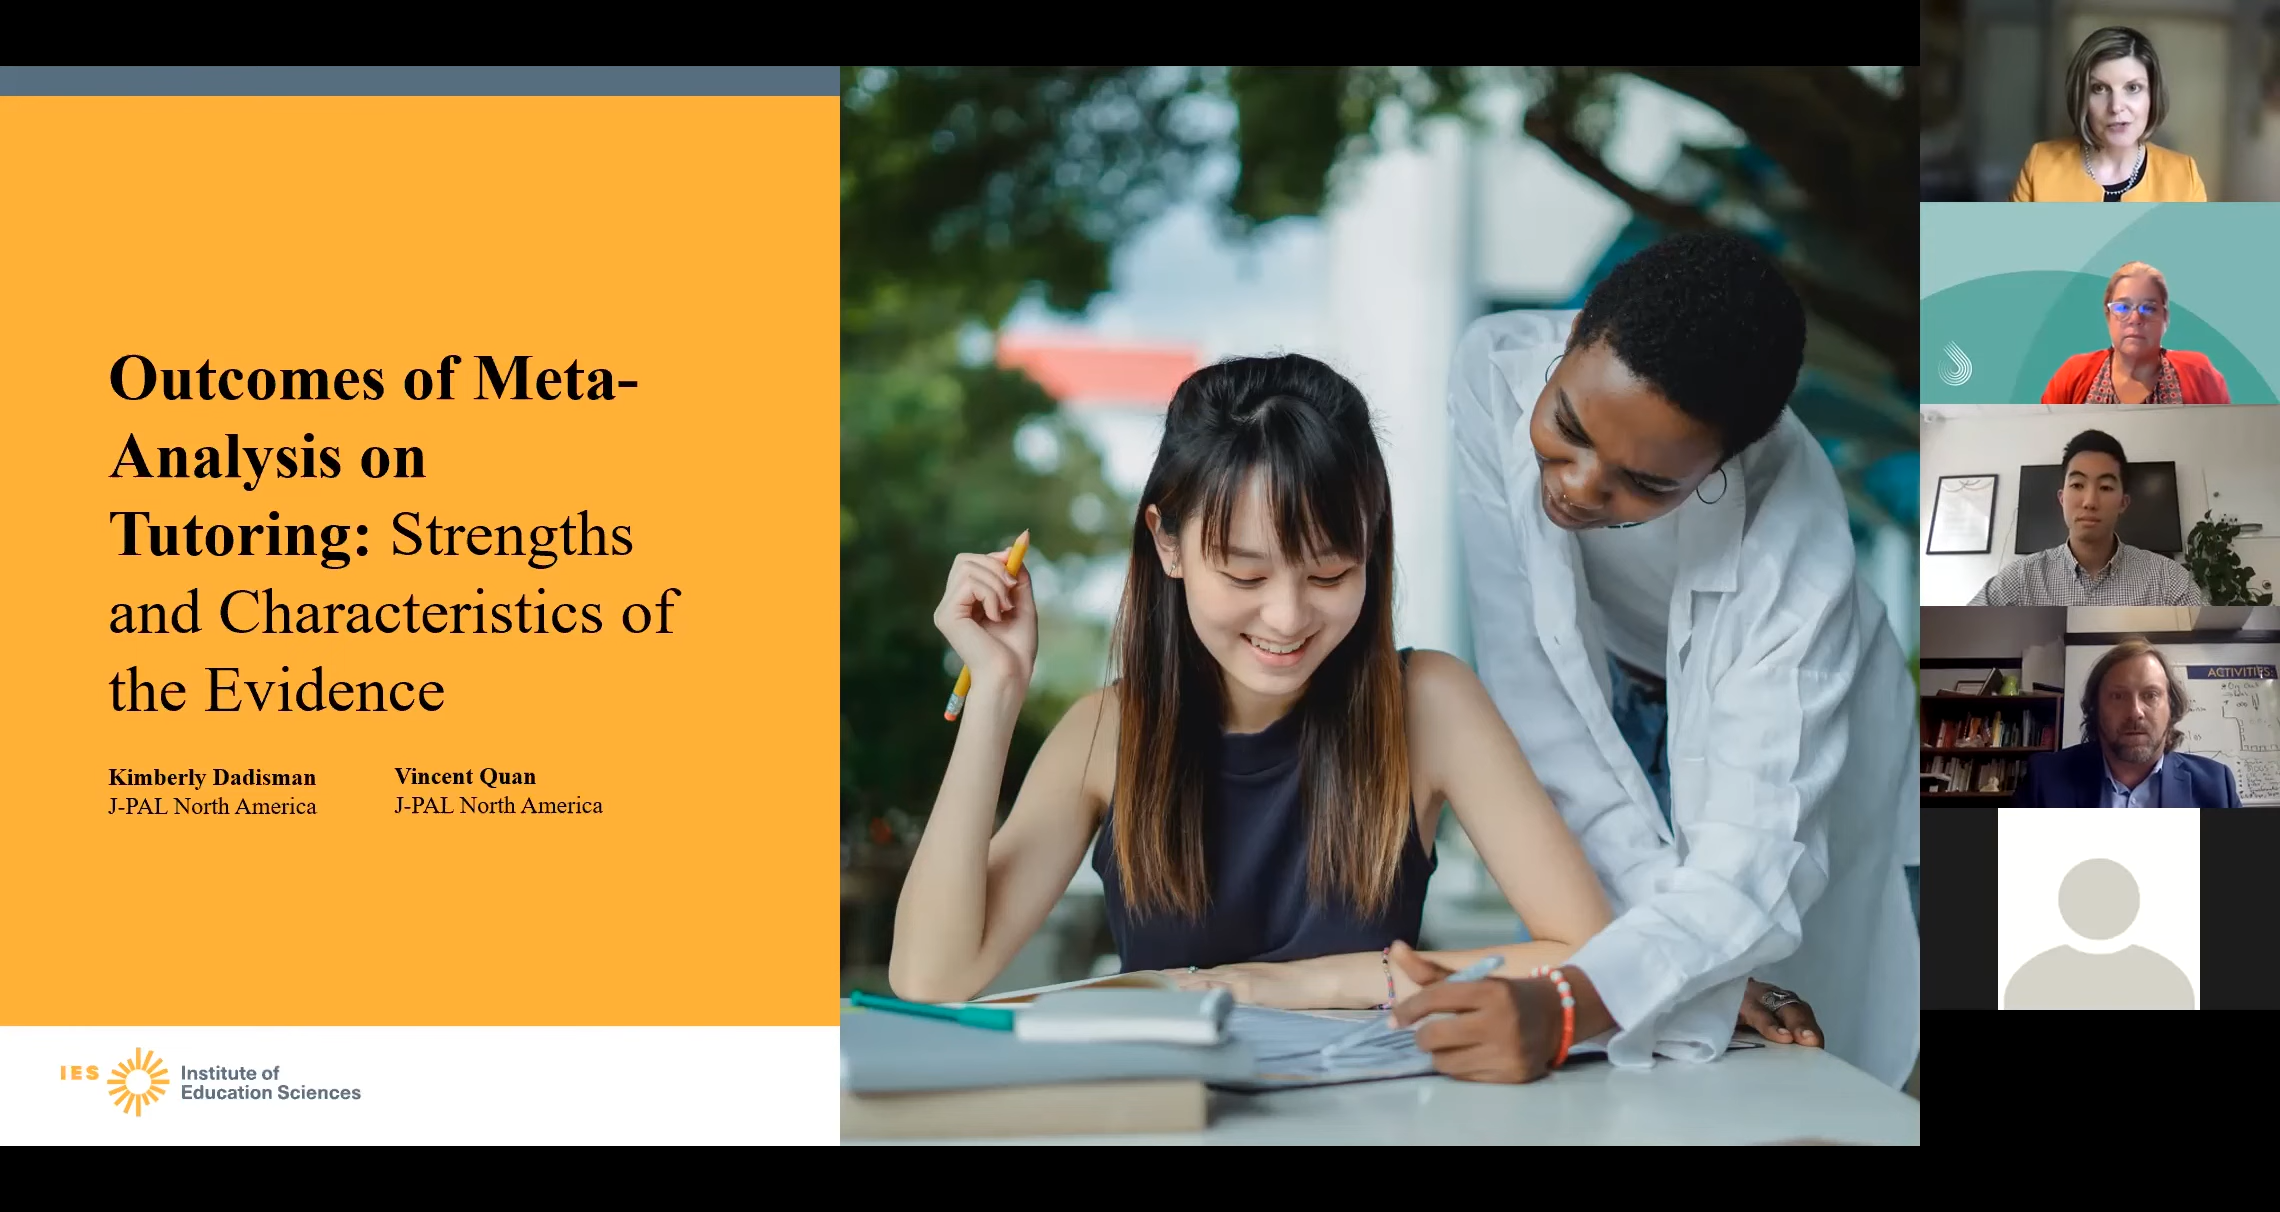 Outcomes of Meta-
Analysis on
Tutoring: Strengths
and Characteristics of
the Evidence
Kimberly Dadisman
J-PAL North America
Vincent Quan
J-PAL North America
IES
Institute of
Education Sciences
ACTIVITIES: